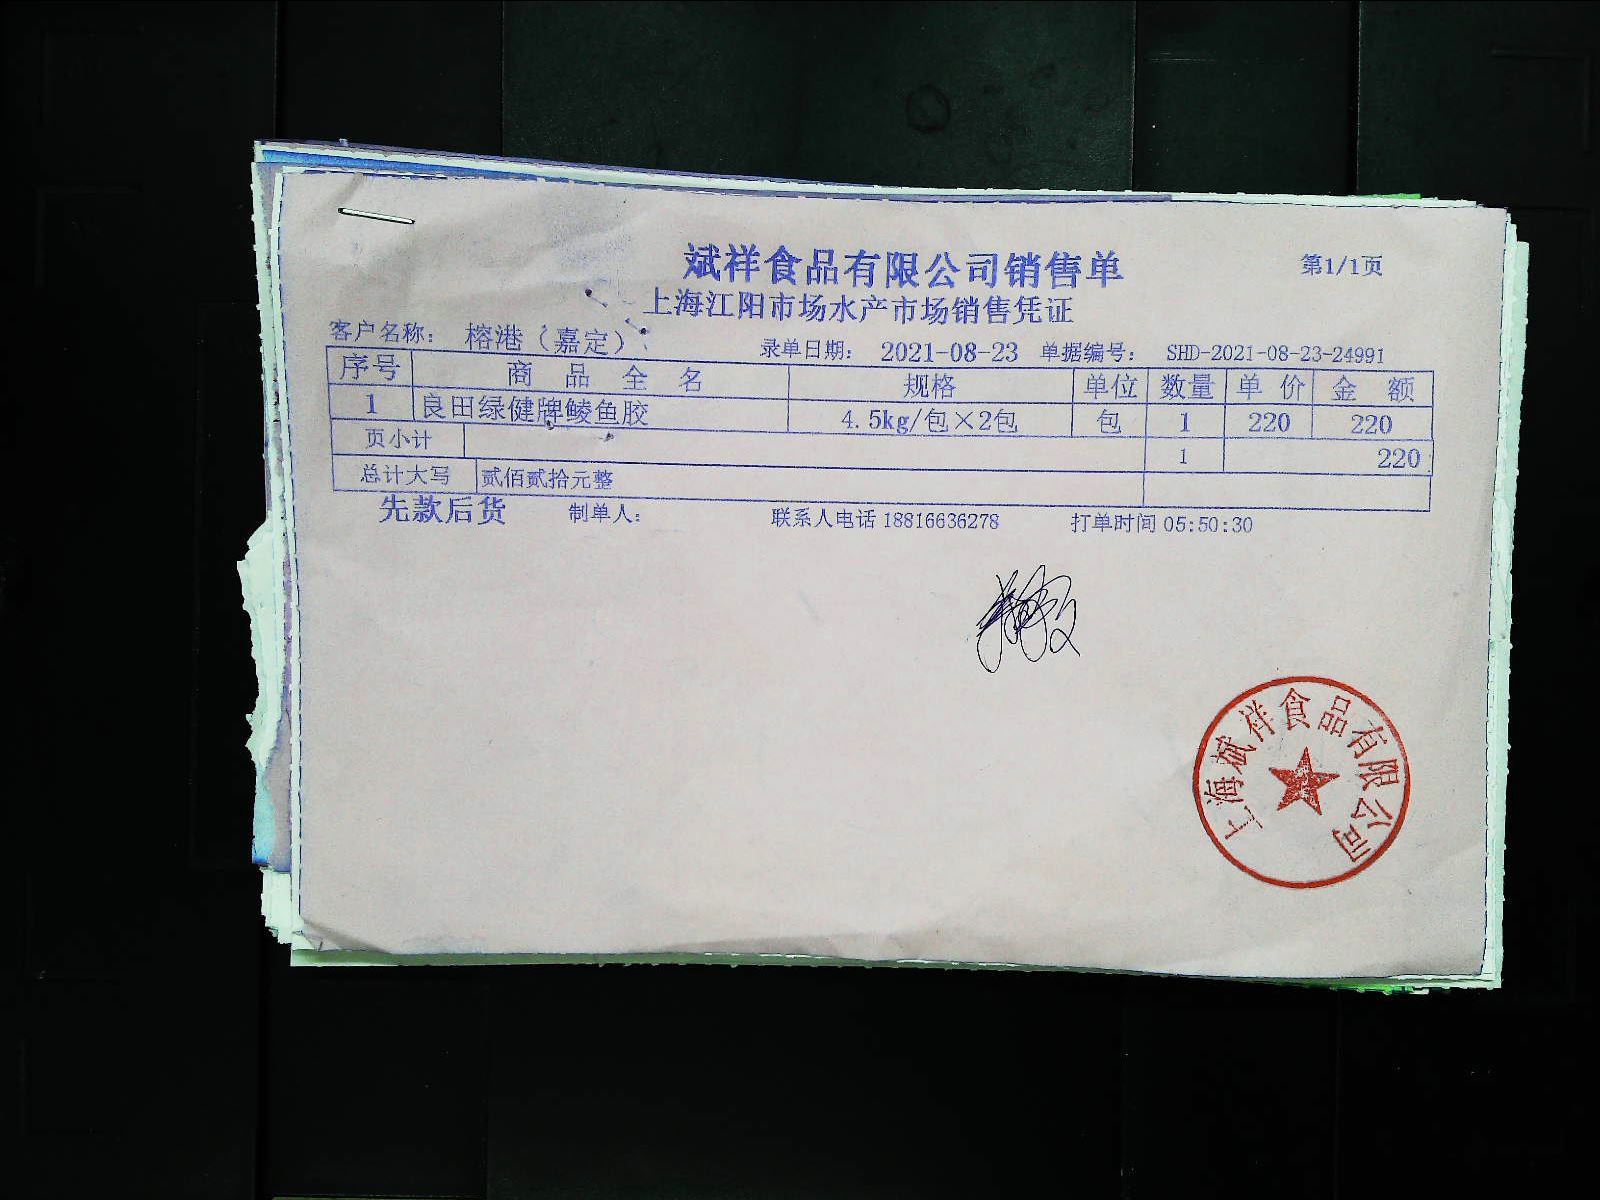 斌祥食品有限公司销售单
第1/1页
上海江阳市场水产市场销售凭证
客户名称： 榕港（嘉定） 录单日期： 2021-08-23 单据编号： SHD-2021-08-23-24991
序号 商品全名 规格 单位 数量 单价 金额
1 良田绿健牌鲮鱼胶 4.5kg/包×2包 包 1 220 220
页小计 1 220
总计大写 贰佰贰拾元整
先款后货 制单人： 联系人电话 18816636278 打单时间 05:50:30
上海斌祥食品有限公司